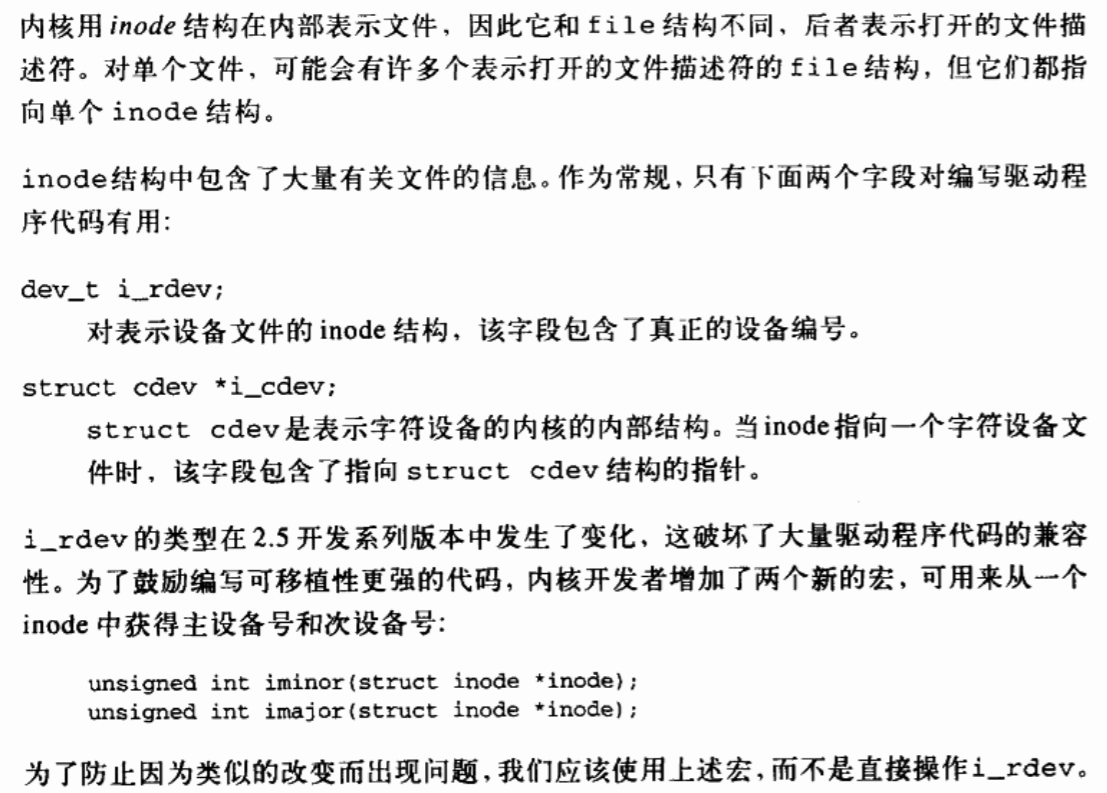 内核用 inode 结构在内部表示文件，因此它和 file 结构不同，后者表示打开的文件描
述符。对单个文件，可能会有许多个表示打开的文件描述符的 file 结构，但它们都指
向单个 inode 结构。
inode结构中包含了大量有关文件的信息。作为常规，只有下面两个字段对编写驱动程
序代码有用：
dev_t i_rdev;
对表示设备文件的 inode 结构，该字段包含了真正的设备编号。
struct cdev *i_cdev;
struct cdev是表示字符设备的内核的内部结构。当inode指向一个字符设备文
件时，该字段包含了指向 struct cdev 结构的指针。
i_rdev 的类型在 2.5 开发系列版本中发生了变化，这破坏了大量驱动程序代码的兼容
性。为了鼓励编写可移植性更强的代码，内核开发者增加了两个新的宏，可用来从一个
inode 中获得主设备号和次设备号：
unsigned int iminor(struct inode *inode);
unsigned int imajor(struct inode *inode);
为了防止因为类似的改变而出现问题，我们应该使用上述宏，而不是直接操作i_rdev。